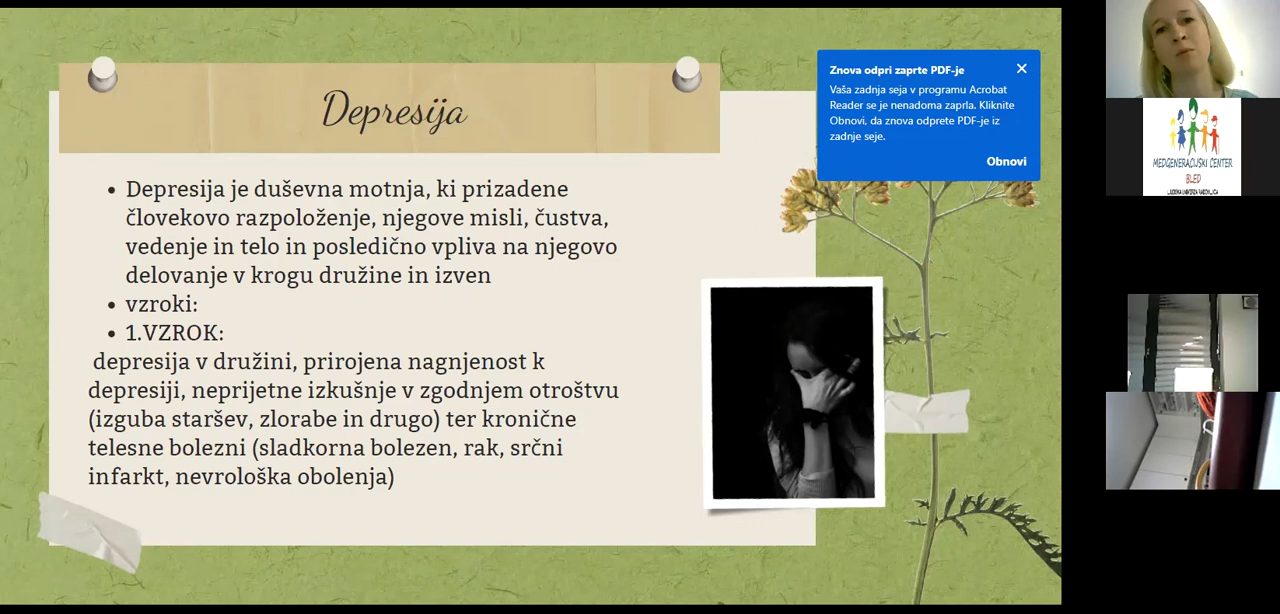 Depresija
• Depresija je duševna motnja, ki prizadene
človekovo razpoloženje, njegove misli, čustva,
vedenje in telo in posledično vpliva na njegovo
delovanje v krogu družine in izven
• vzroki:
• 1.VZROK:
depresija v družini, prirojena nagnjenost k
depresiji, neprijetne izkušnje v zgodnjem otroštvu
(izguba staršev, zlorabe in drugo) ter kronične
telesne bolezni (sladkorna bolezen, rak, srčni
infarkt, nevrološka obolenja)
Znova odpri zaprte PDF-je
Vaša zadnja seja v programu Acrobat
Reader se je nenadoma zaprla. Kliknite
Obnovi, da znova odprete PDF-je iz
zadnje seje.
Obnovi
MEDGENERACIJSKI CENTER
BLED
LJUDSKA UNIVERZA RADOVLJICA